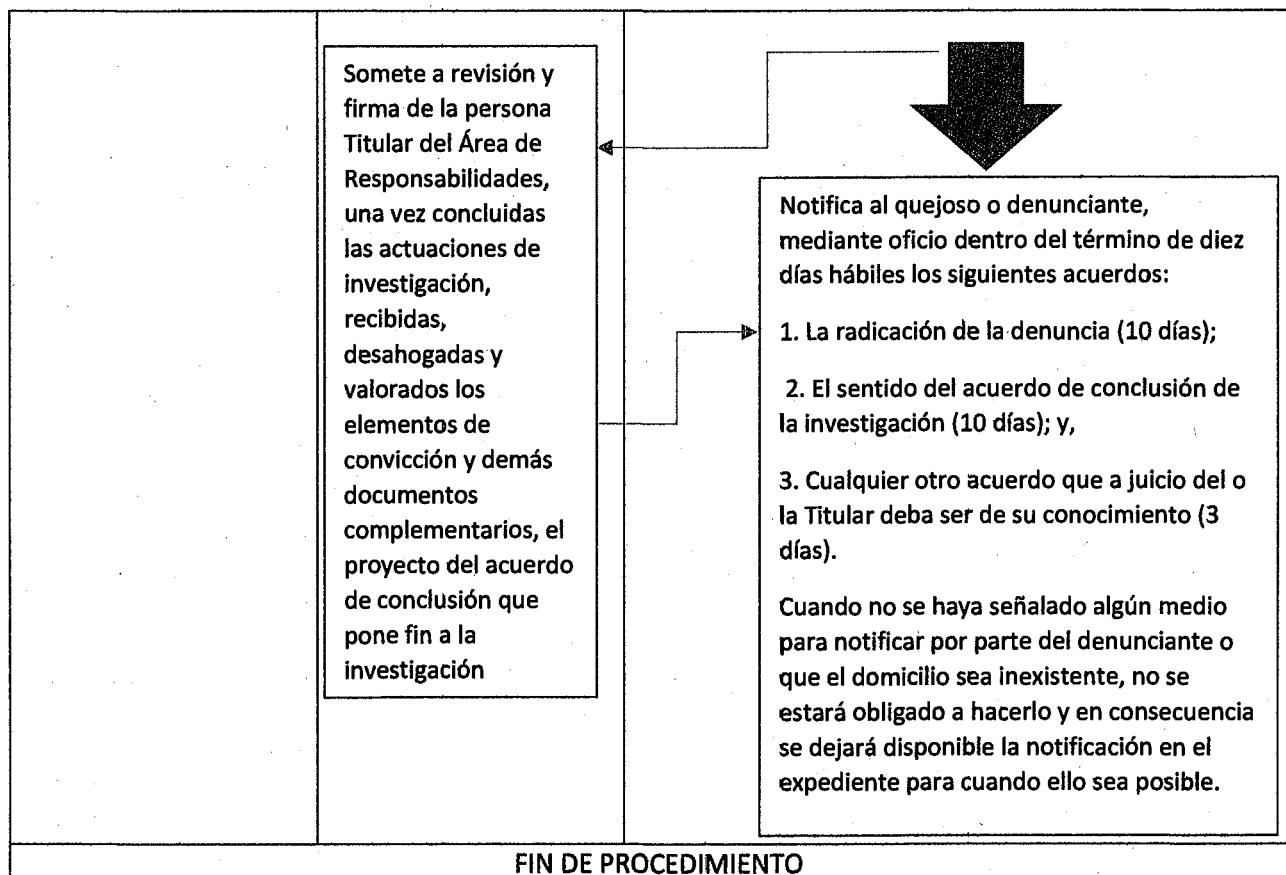 Somete a revisión y
firma de la persona
Titular del Área de
Responsabilidades,
una vez concluidas
las actuaciones de
investigación,
recibidas,
desahogadas y
valorados los
elementos de
convicción y demás
documentos
complementarios, el
proyecto del acuerdo
de conclusión que
pone fin a la
investigación
Notifica al quejoso o denunciante,
mediante oficio dentro del término de diez
días hábiles los siguientes acuerdos:
1. La radicación de la denuncia (10 días);
2. El sentido del acuerdo de conclusión de
la investigación (10 días); y,
3. Cualquier otro acuerdo que a juicio del o
la Titular deba ser de su conocimiento (3
días).
Cuando no se haya señalado algún medio
para notificar por parte del denunciante o
que el domicilio sea inexistente, no se
estará obligado a hacerlo y en consecuencia
se dejará disponible la notificación en el
expediente para cuando ello sea posible.
FIN DE PROCEDIMIENTO